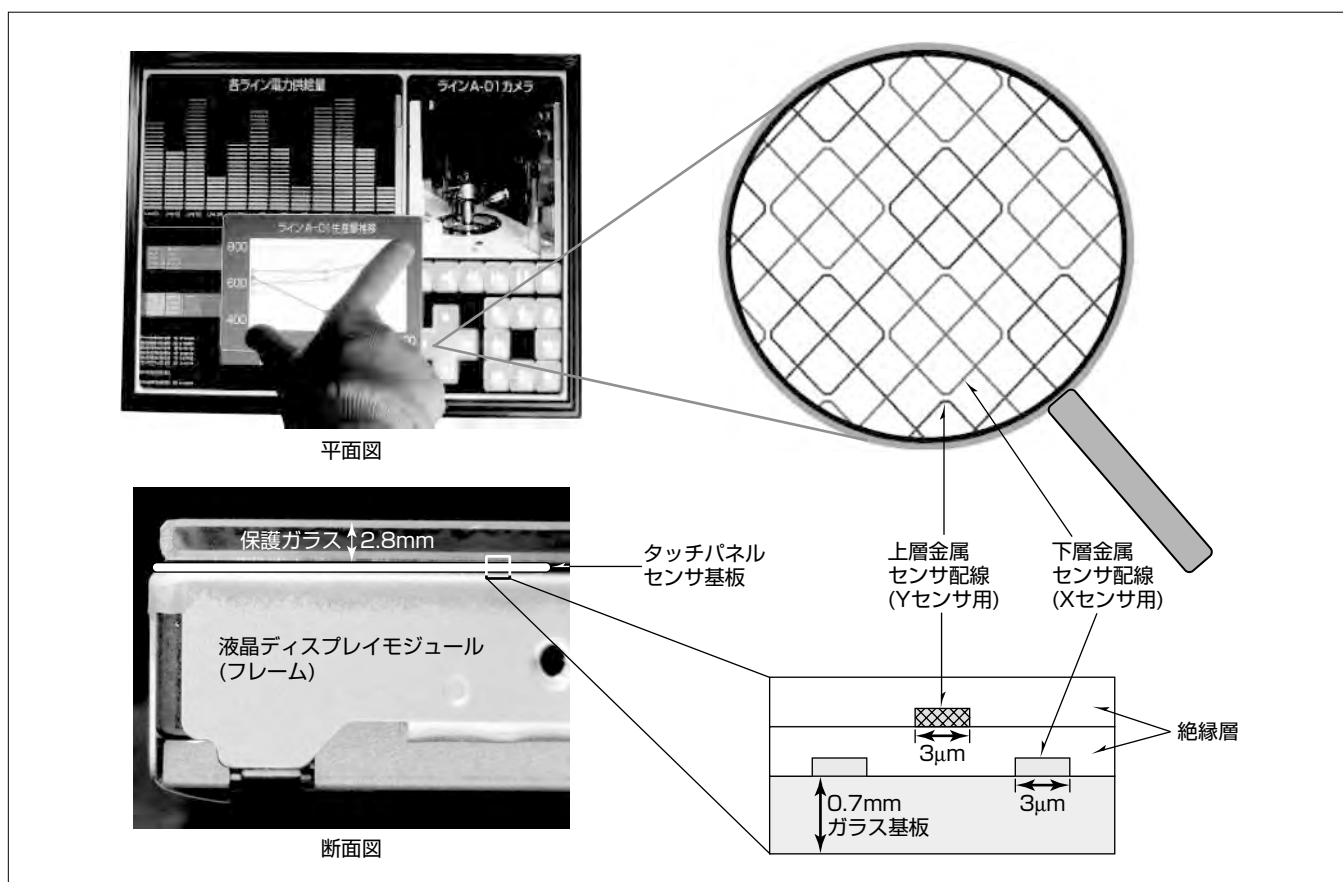 各ライン電力供給量
ラインA-01カメラ
ラインA-01生産量推移
800
600
400
平面図
保護ガラス
2.8mm
タッチパネル
センサ基板
液晶ディスプレイモジュール
(フレーム)
断面図
上層金属
センサ配線
(Yセンサ用)
下層金属
センサ配線
(Xセンサ用)
絶縁層
3μm
3μm
0.7mm
ガラス基板